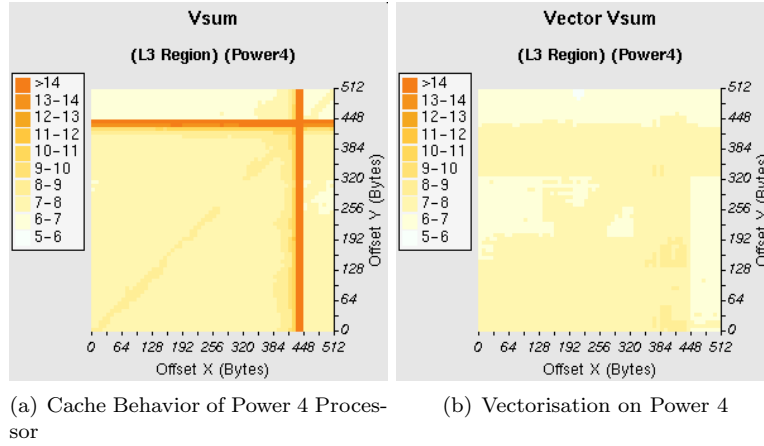 Vsum
(L3 Region) (Power4)
>14
13-14
12-13
11-12
10-11
9-10
8-9
7-8
6-7
5-6
512
448
384
320
256
192
128
64
0
Offset Y (Bytes)
0 64 128 192 256 320 384 448 512
Offset X (Bytes)
(a) Cache Behavior of Power 4 Proces-
sor
Vector Vsum
(L3 Region) (Power4)
>14
13-14
12-13
11-12
10-11
9-10
8-9
7-8
6-7
5-6
512
448
384
320
256
192
128
64
0
Offset Y (Bytes)
0 64 128 192 256 320 384 448 512
Offset X (Bytes)
(b) Vectorisation on Power 4